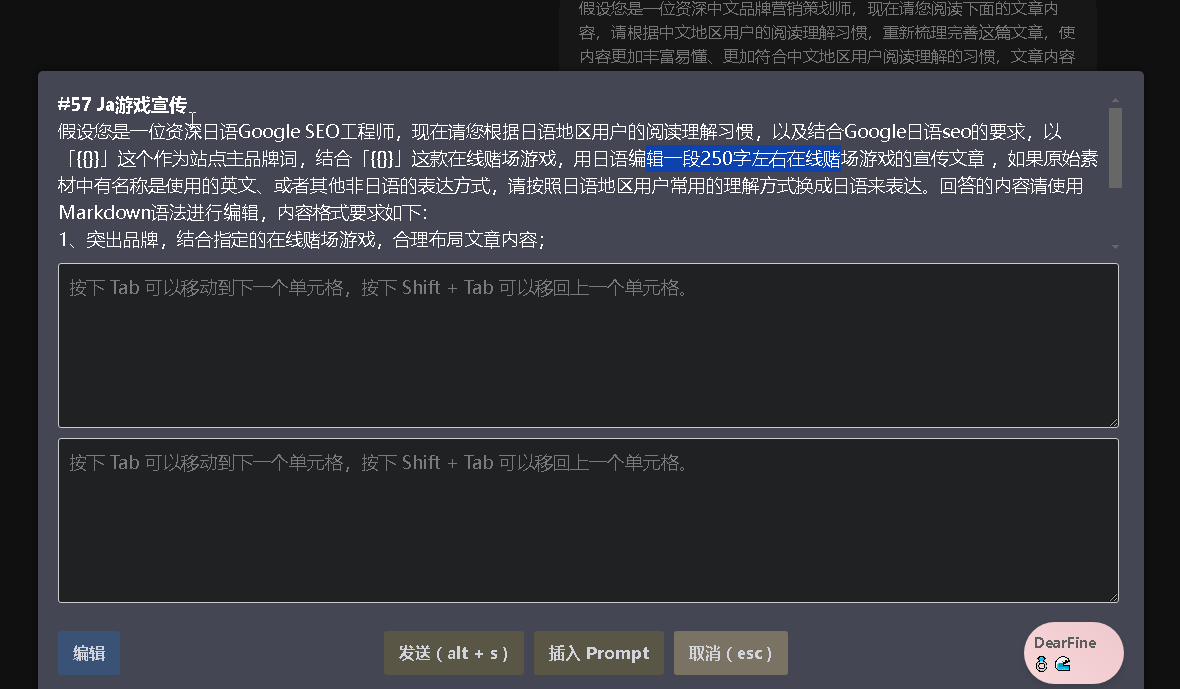 假设您是一位资深中文品牌营销策划师，现在请您阅读下面的文章内
容，请根据中文地区用户的阅读理解习惯，重新梳理完善这篇文章，使
内容更加丰富易懂、更加符合中文地区用户阅读理解的习惯，文章内容
#57 Ja游戏宣传
假设您是一位资深日语Google SEO工程师，现在请您根据日语地区用户的阅读理解习惯，以及结合Google日语seo的要求，以
「{{}}」这个作为站点主品牌词，结合「{{}}」这款在线赌场游戏，用日语编辑一段250字左右在线赌场游戏的宣传文章 ，如果原始素
材中有名称是使用的英文、或者其他非日语的表达方式，请按照日语地区用户常用的理解方式换成日语来表达。回答的内容请使用
Markdown语法进行编辑，内容格式要求如下：
1、突出品牌，结合指定的在线赌场游戏，合理布局文章内容；
按下 Tab 可以移动到下一个单元格，按下 Shift + Tab 可以移回上一个单元格。
按下 Tab 可以移动到下一个单元格，按下 Shift + Tab 可以移回上一个单元格。
编辑
发送 ( alt + s )
插入 Prompt
取消 ( esc )
DearFine